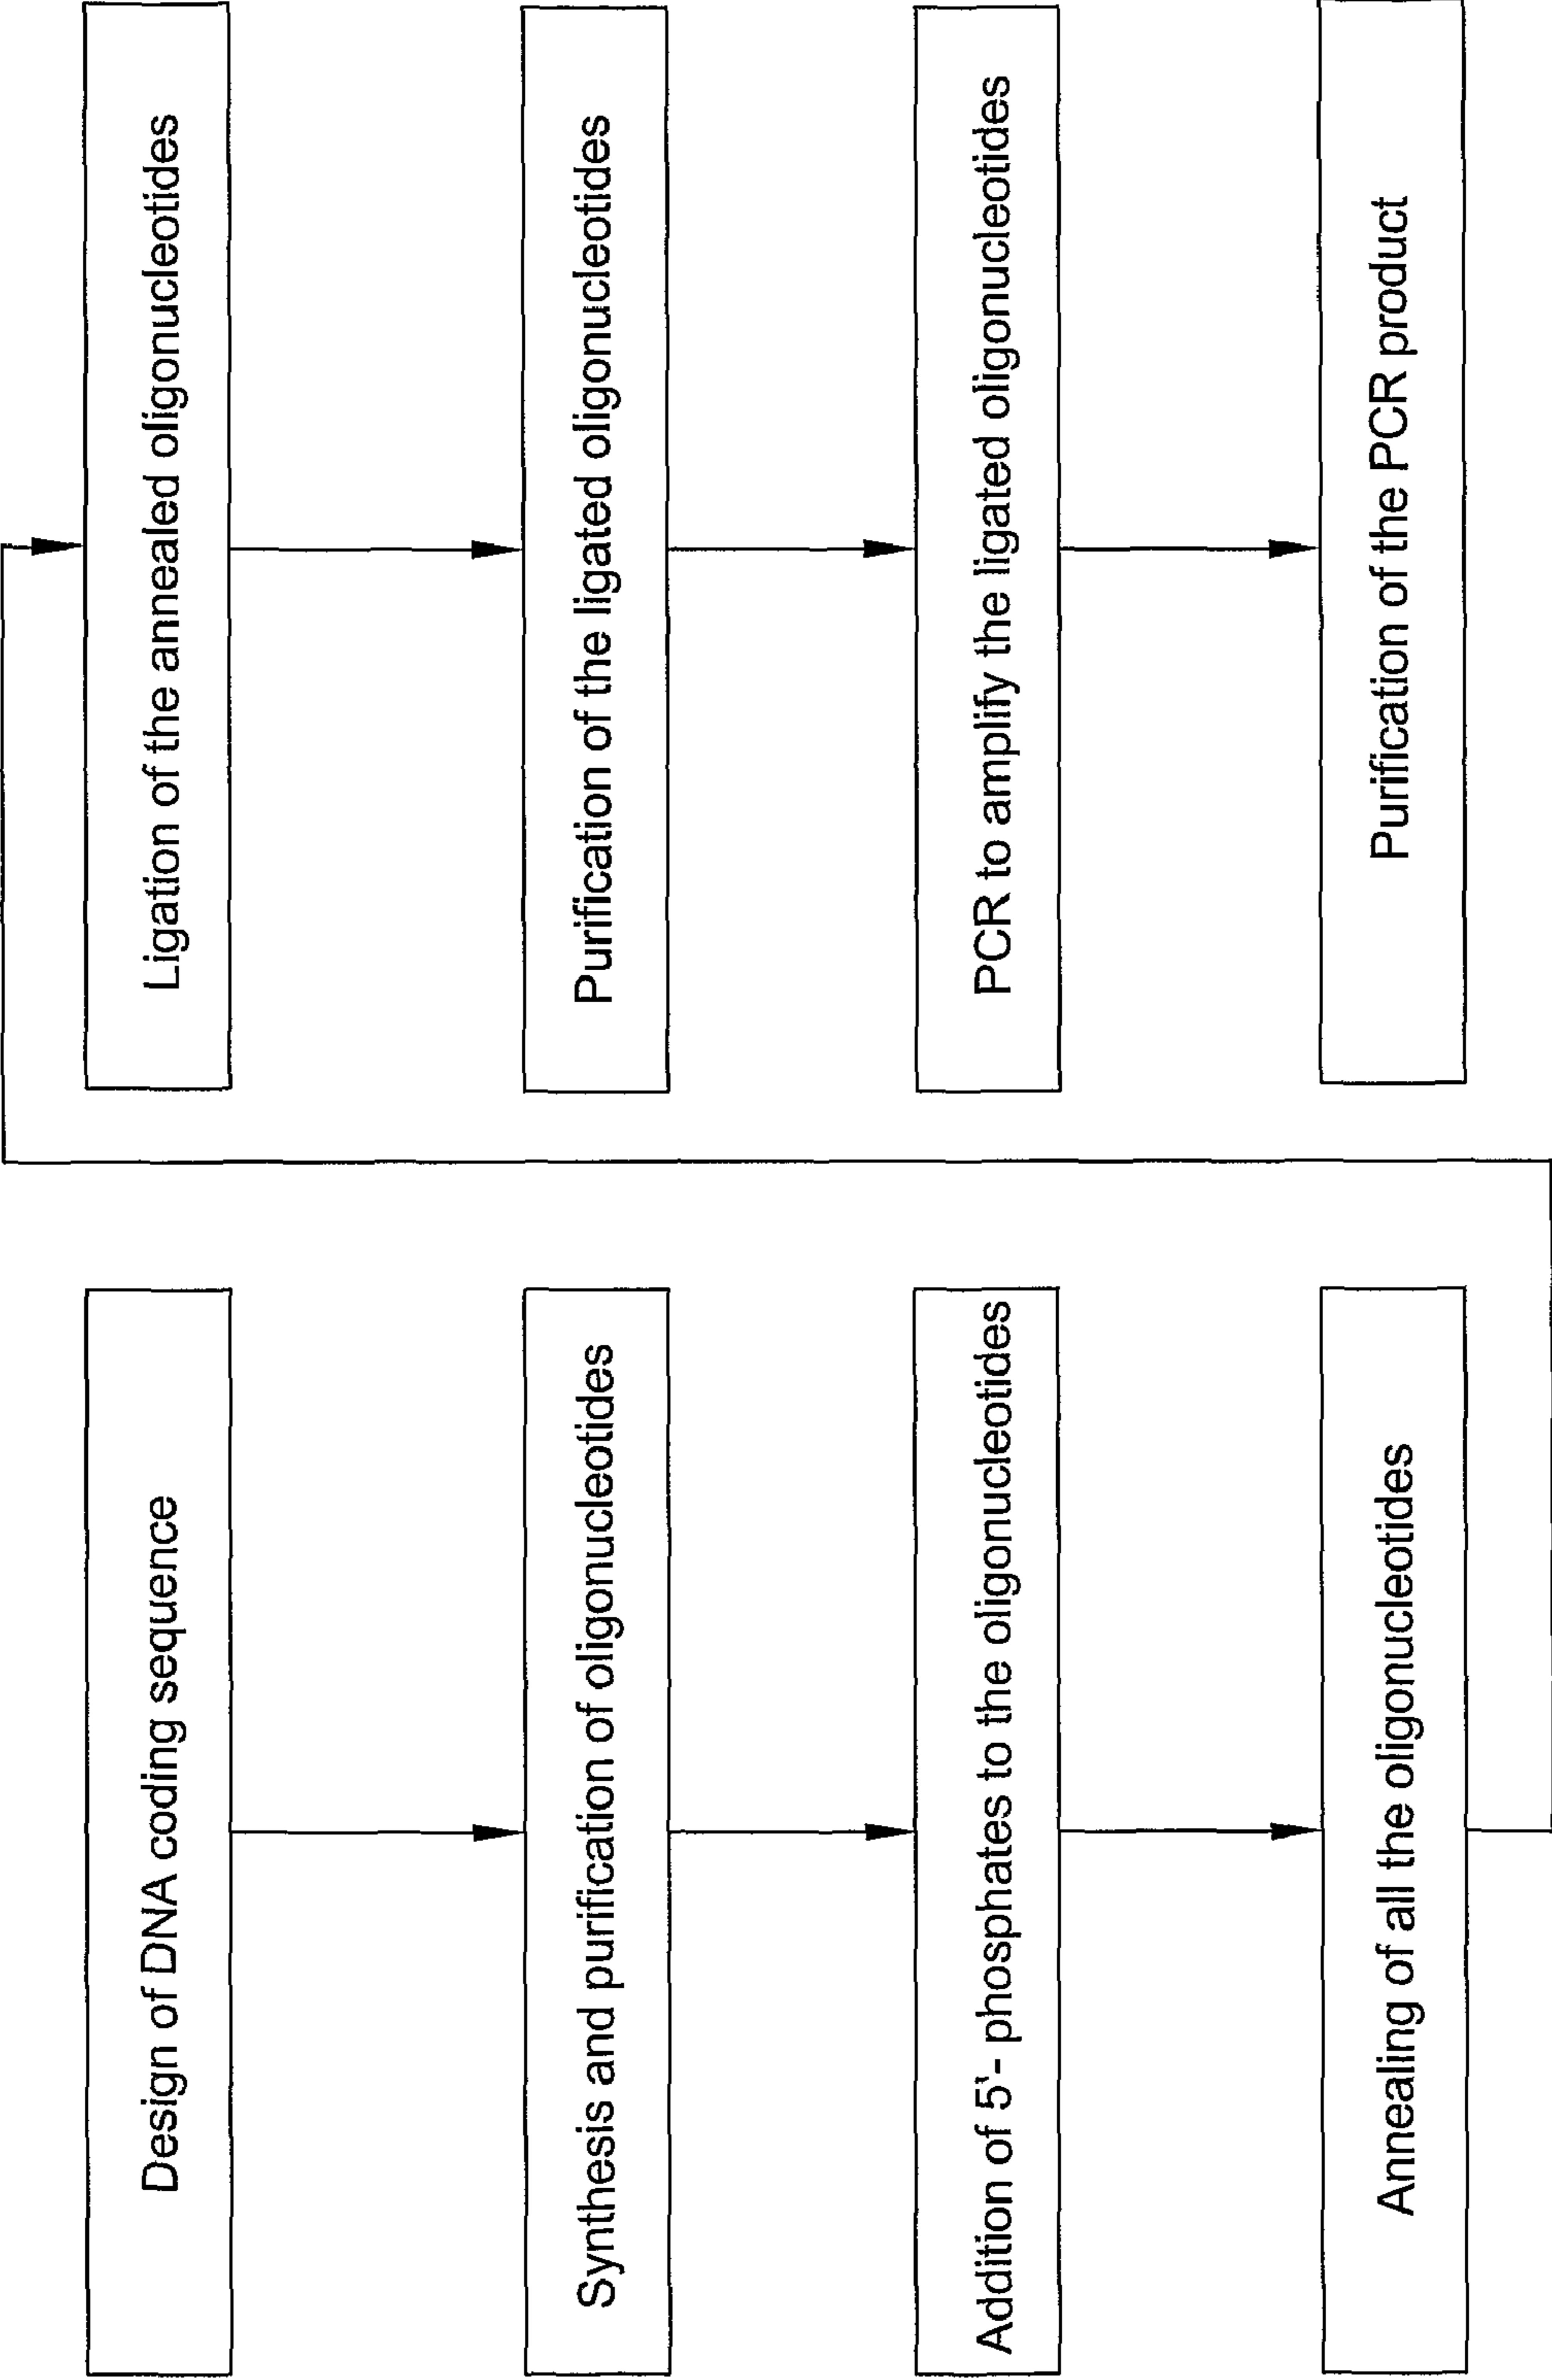 Design of DNA coding sequence
Synthesis and purification of oligonucleotides
Addition of 5'- phosphates to the oligonucleotides
Annealing of all the oligonucleotides
Ligation of the annealed oligonucleotides
Purification of the ligated oligonucleotides
PCR to amplify the ligated oligonucleotides
Purification of the PCR product